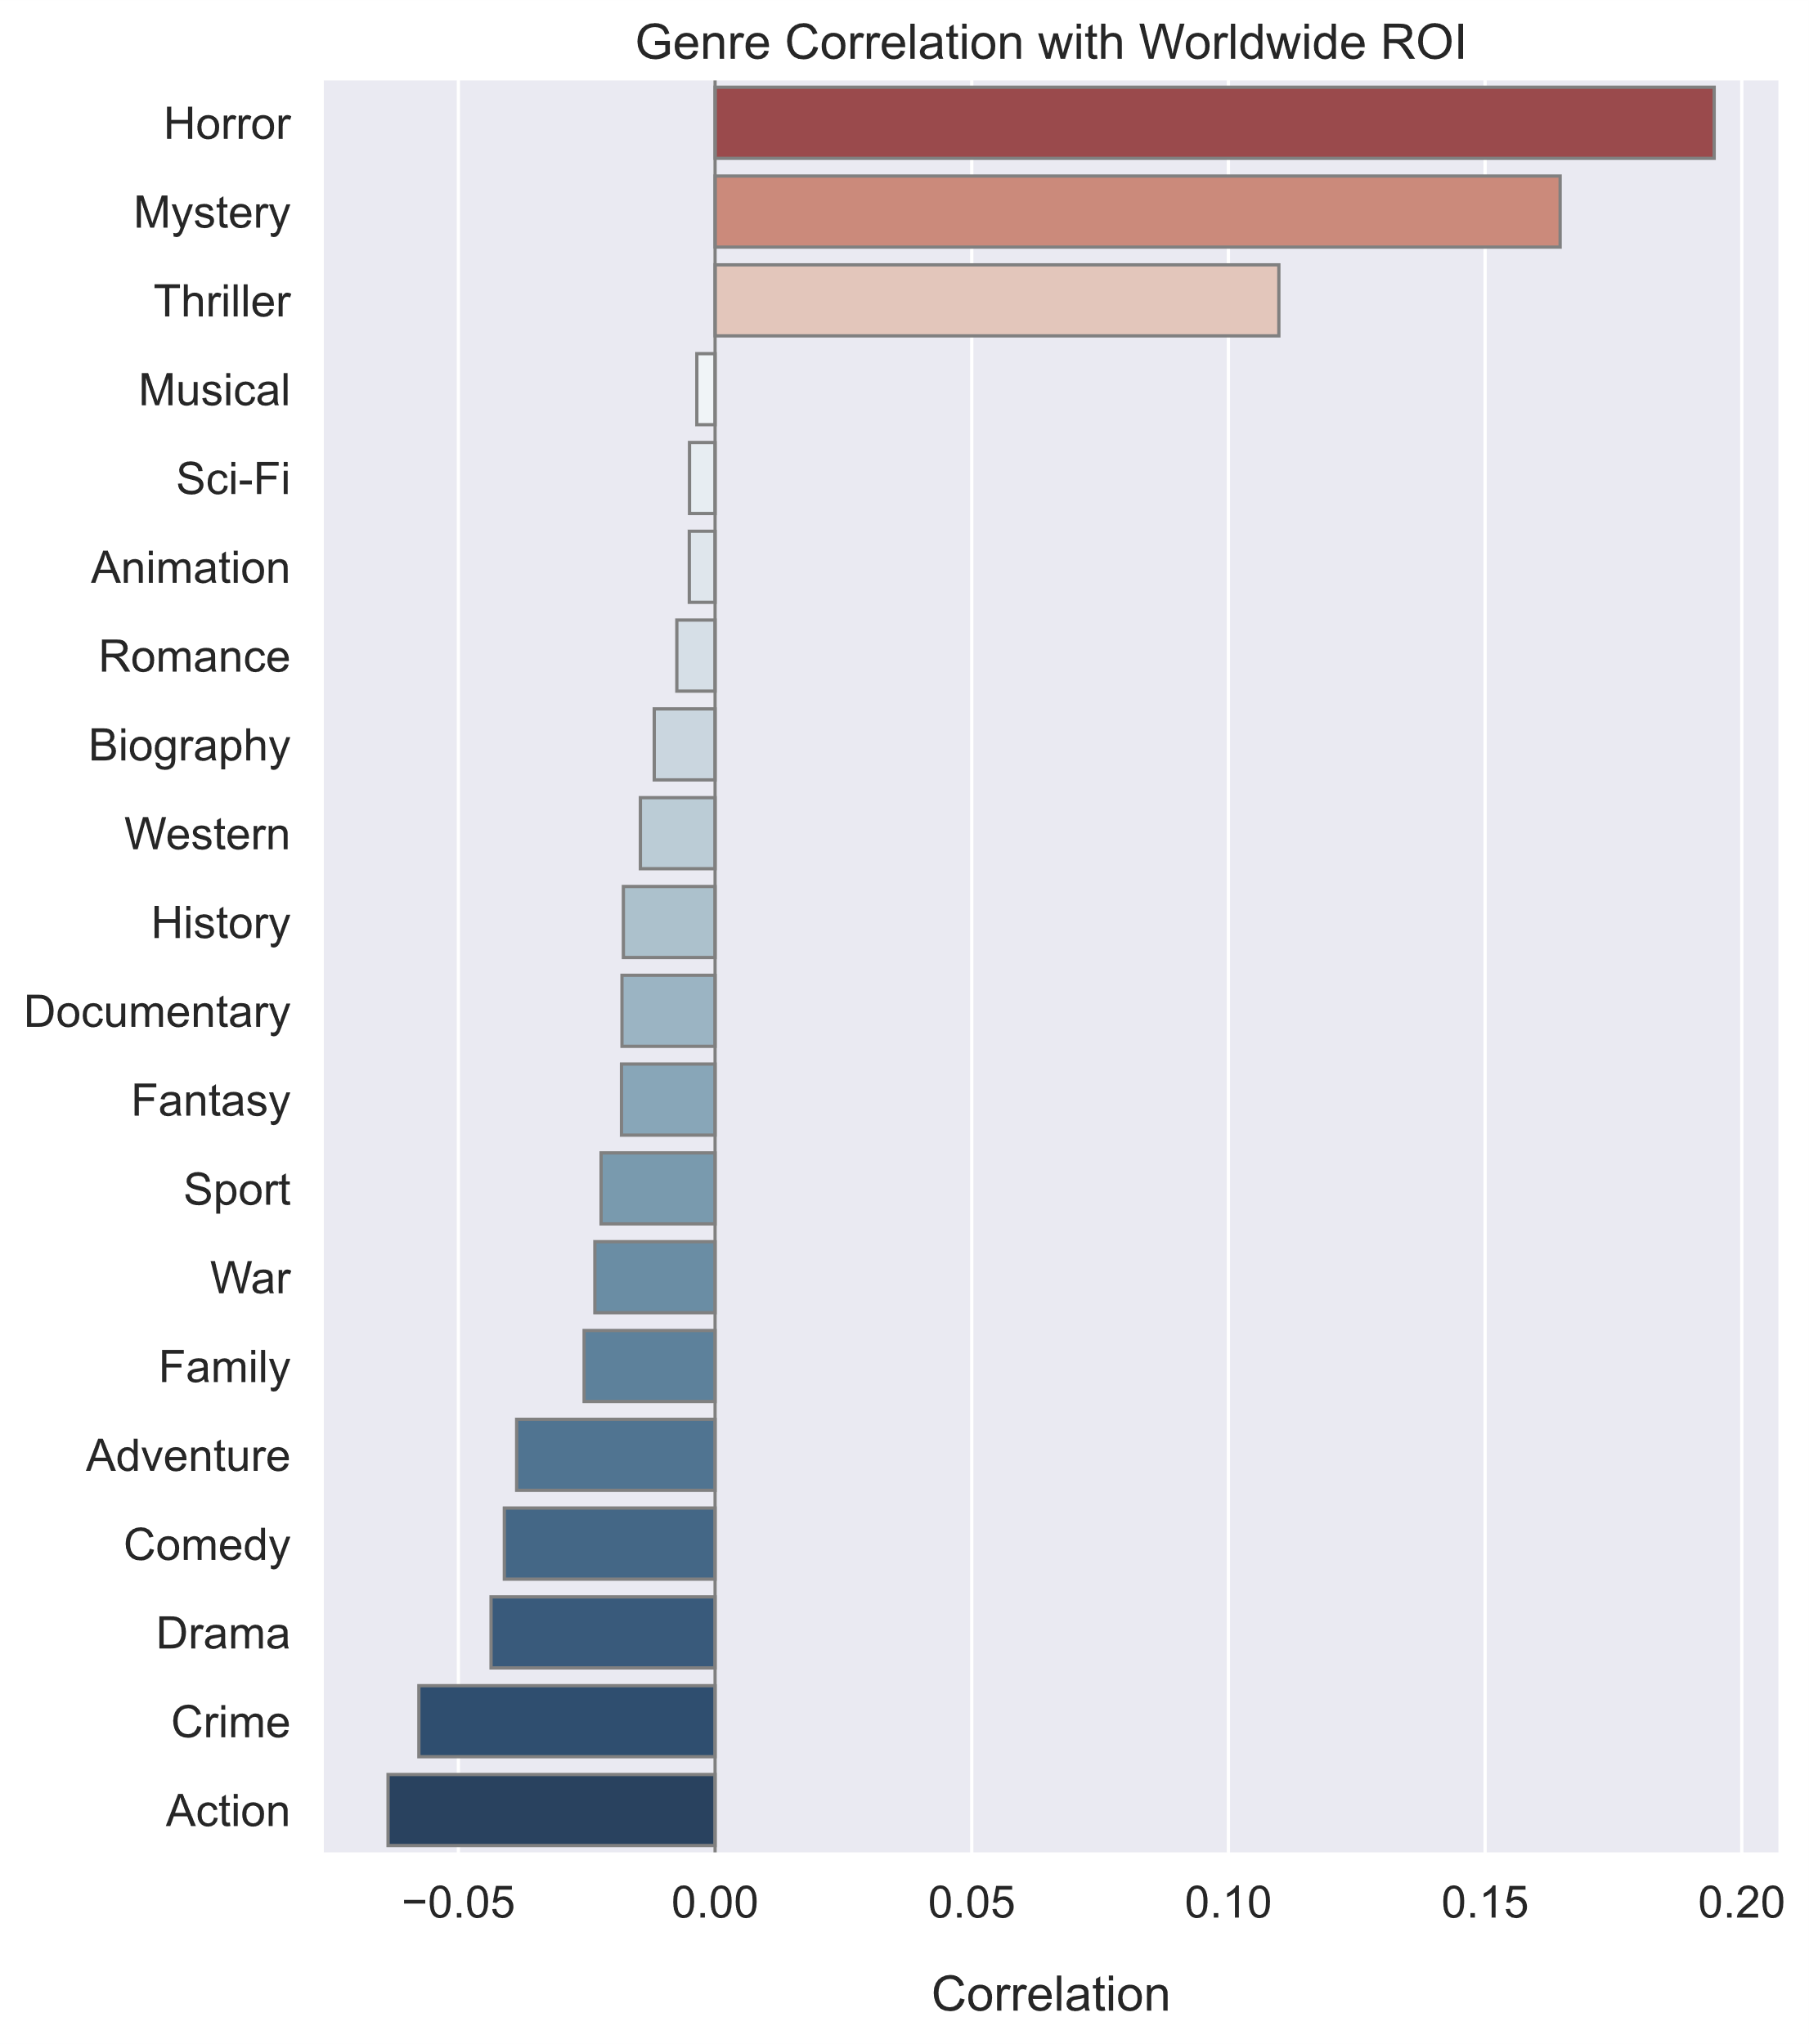 Genre Correlation with Worldwide ROI
Horror
Mystery
Thriller
Musical
Sci-Fi
Animation
Romance
Biography
Western
History
Documentary
Fantasy
Sport
War
Family
Adventure
Comedy
Drama
Crime
Action
−0.05 0.00 0.05 0.10 0.15 0.20
Correlation